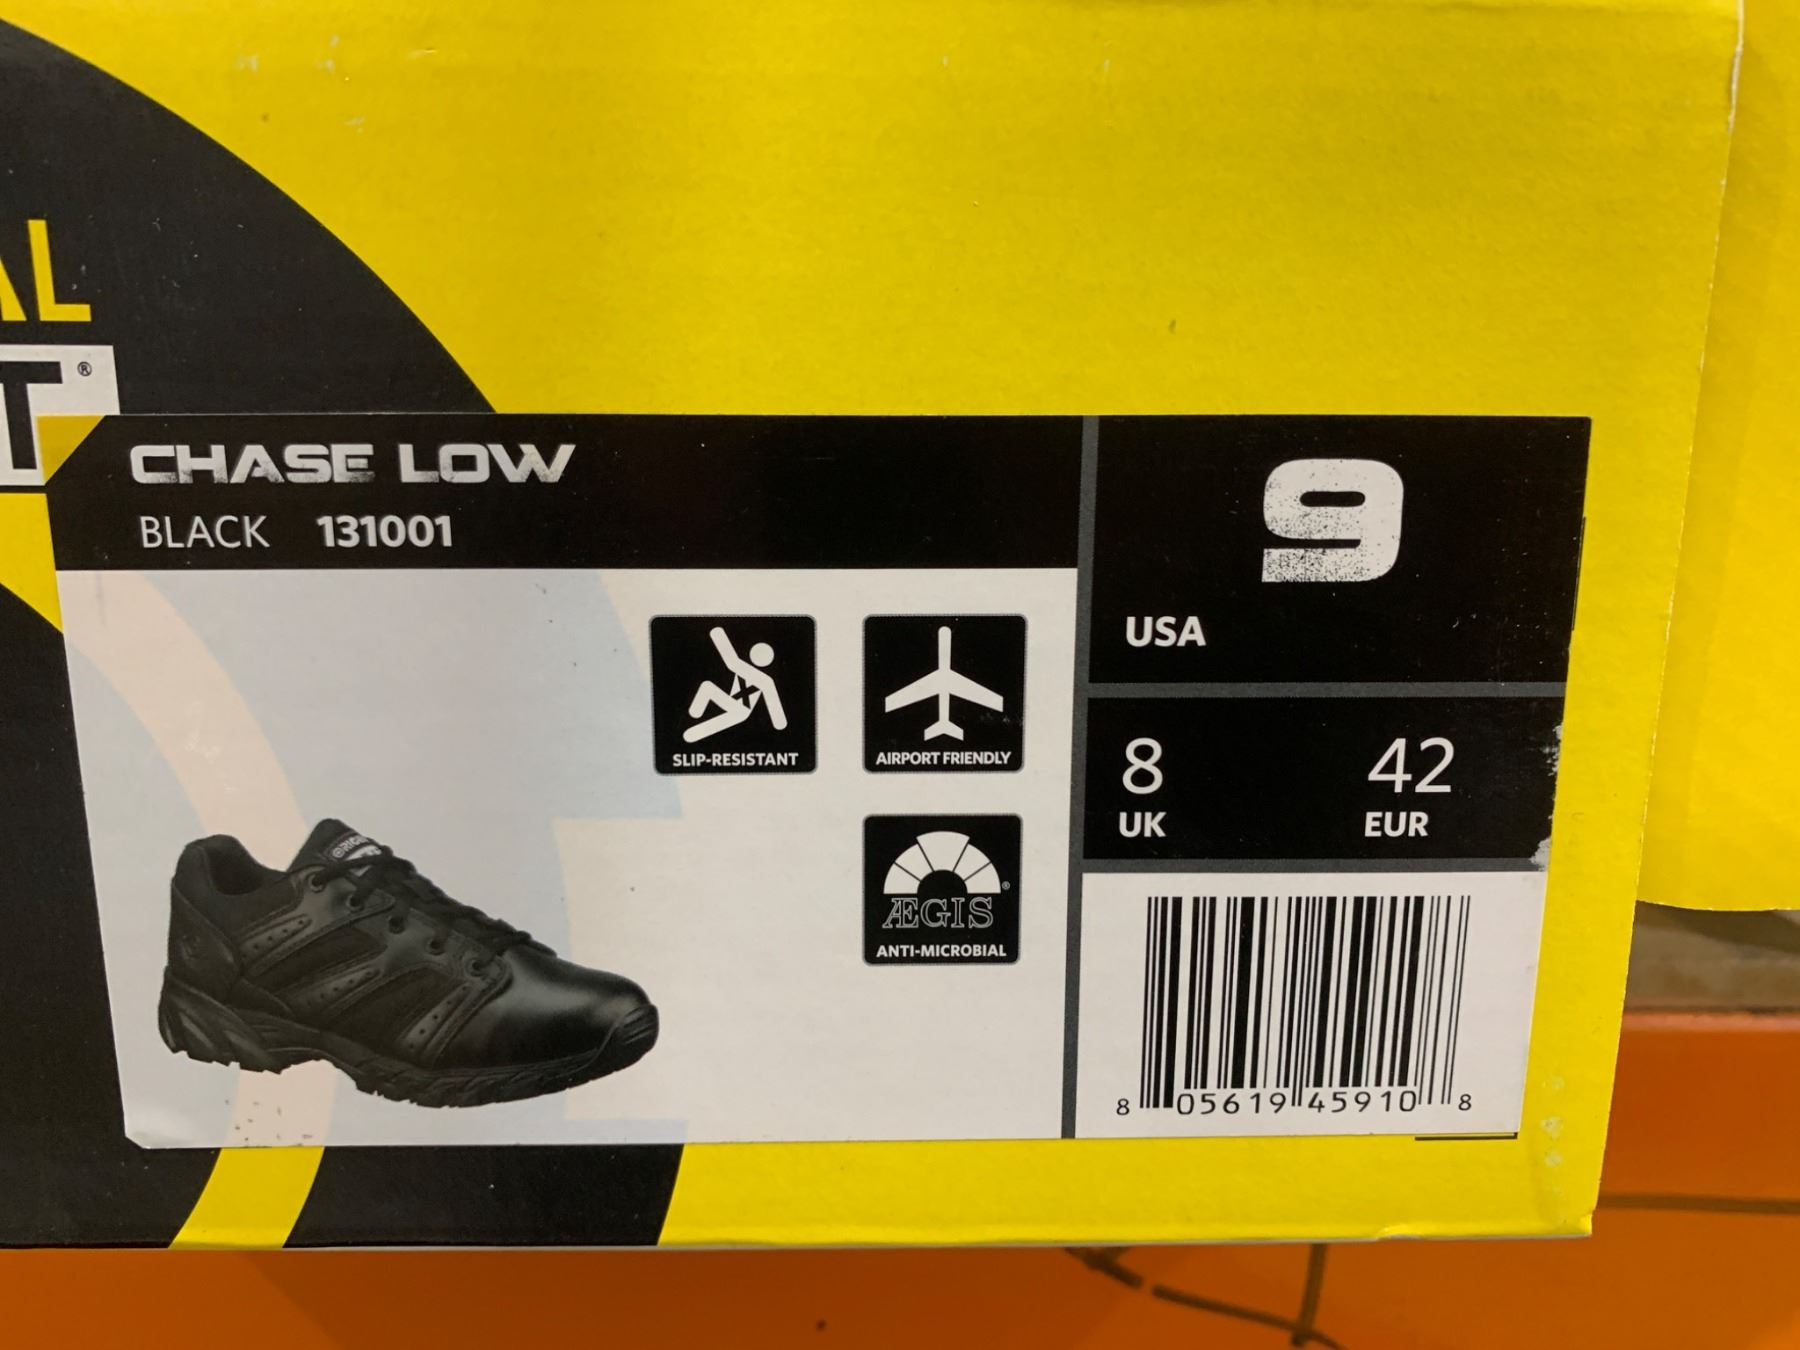 AL
T®
CHASE LOW
BLACK 131001
9
USA
8 UK
42 EUR
SLIP-RESISTANT
AIRPORT FRIENDLY
ÆGIS®
ANTI-MICROBIAL
8 05619 45910 8